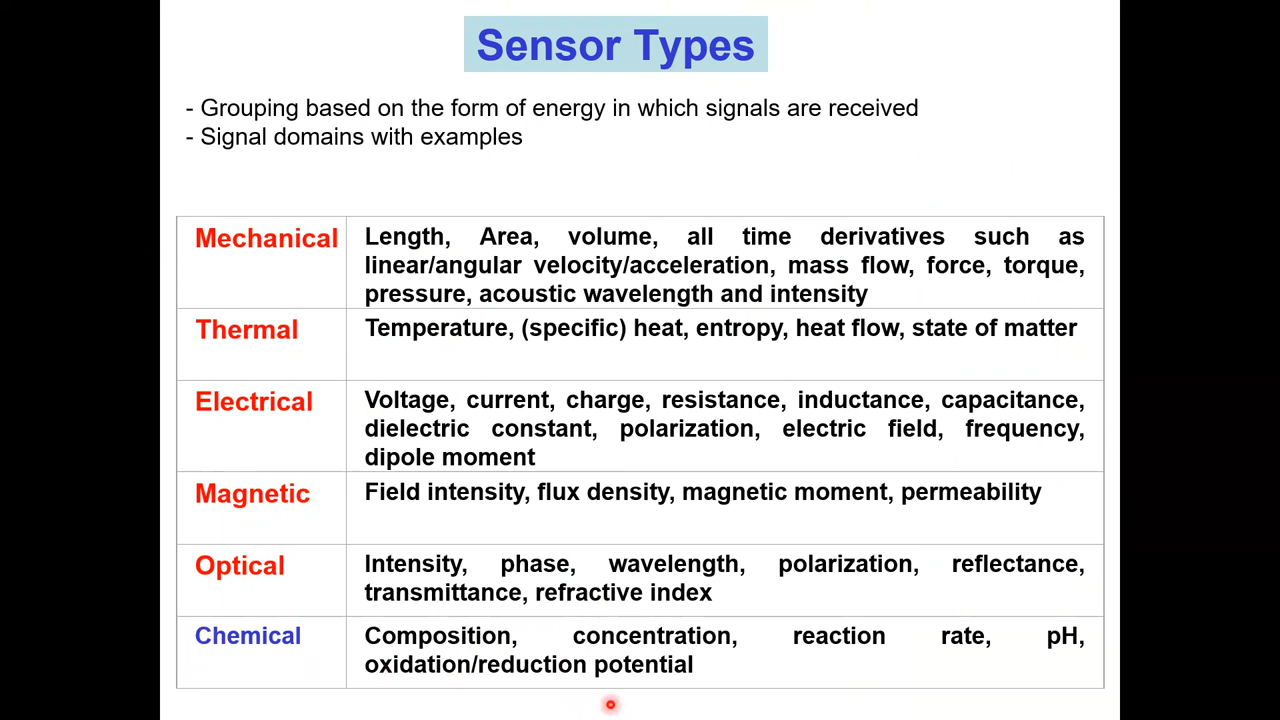 Sensor Types
- Grouping based on the form of energy in which signals are received
- Signal domains with examples
Mechanical
Length, Area, volume, all time derivatives such as
linear/angular velocity/acceleration, mass flow, force, torque,
pressure, acoustic wavelength and intensity
Thermal
Temperature, (specific) heat, entropy, heat flow, state of matter
Electrical
Voltage, current, charge, resistance, inductance, capacitance,
dielectric constant, polarization, electric field, frequency,
dipole moment
Magnetic
Field intensity, flux density, magnetic moment, permeability
Optical
Intensity, phase, wavelength, polarization, reflectance,
transmittance, refractive index
Chemical
Composition, concentration, reaction rate, pH,
oxidation/reduction potential